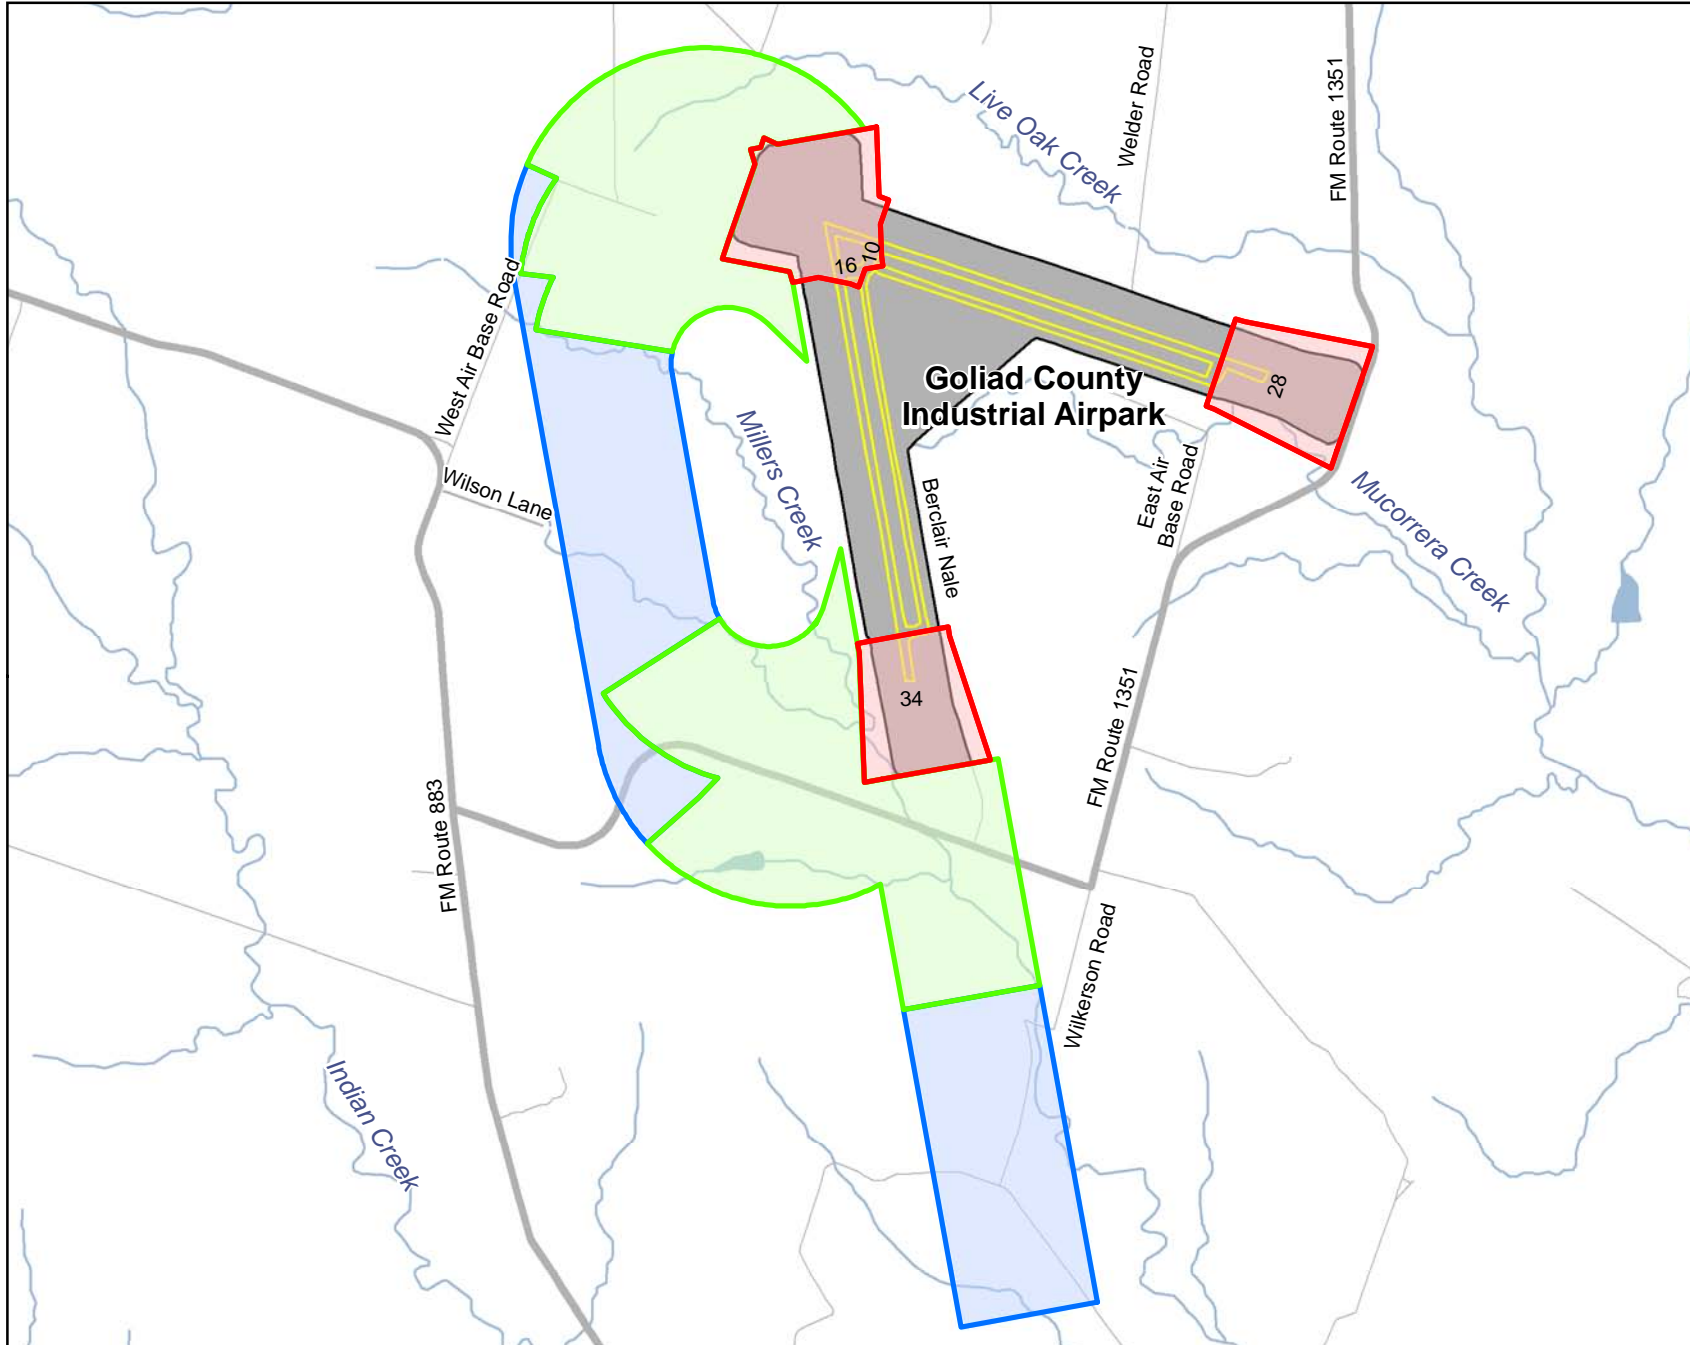 Live Oak Creek
Welder Road
FM Route 1351
West Air Base Road
16
10
28
Goliad County
Industrial Airpark
Millers Creek
Wilson Lane
Berclair Nale
East Air
Base Road
Mucorrera Creek
34
FM Route 1351
FM Route 883
Wilkerson Road
Indian Creek